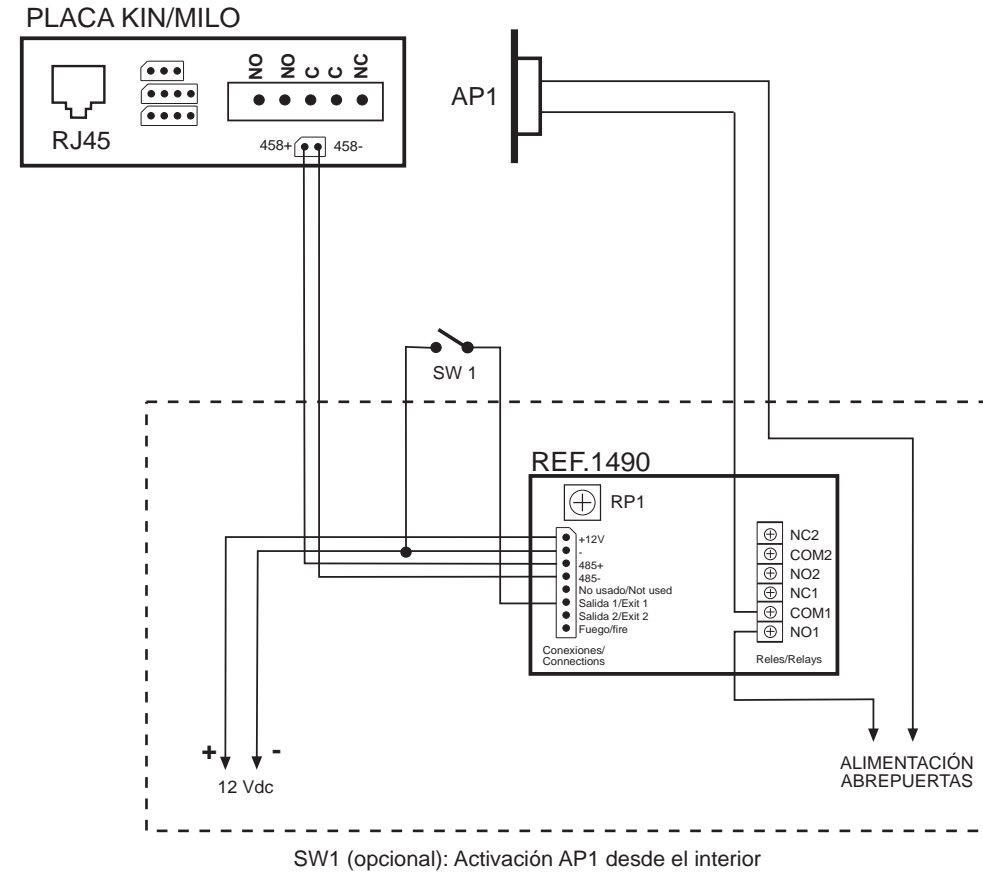 PLACA KIN/MILO
NO
NO
C
C
NC
RJ45
458+
458-
AP1
SW 1
REF.1490
RP1
+12V
-
485+
485-
No usado/Not used
Salida 1/Exit 1
Salida 2/Exit 2
Fuego/fire
Conexiones/
Connections
NC2
COM2
NO2
NC1
COM1
NO1
Reles/Relays
+
-
12 Vdc
ALIMENTACIÓN
ABREPUERTAS
SW1 (opcional): Activación AP1 desde el interior